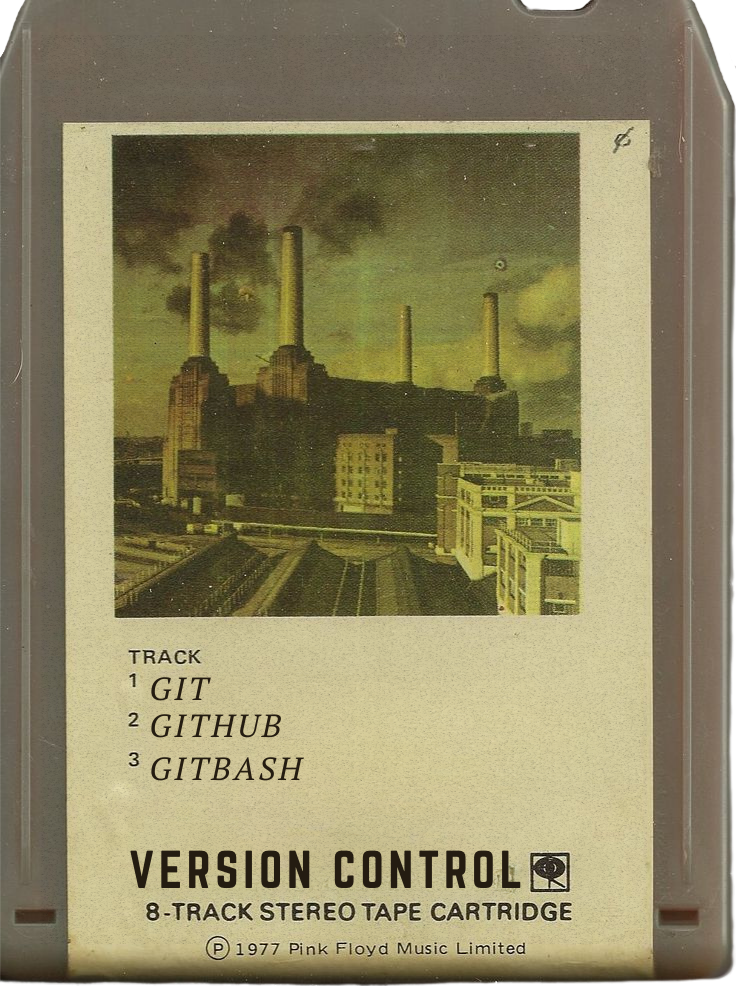 TRACK
1 GIT
2 GITHUB
3 GITBASH
VERSION CONTROL
8-TRACK STEREO TAPE CARTRIDGE
Ⓟ 1977 Pink Floyd Music Limited